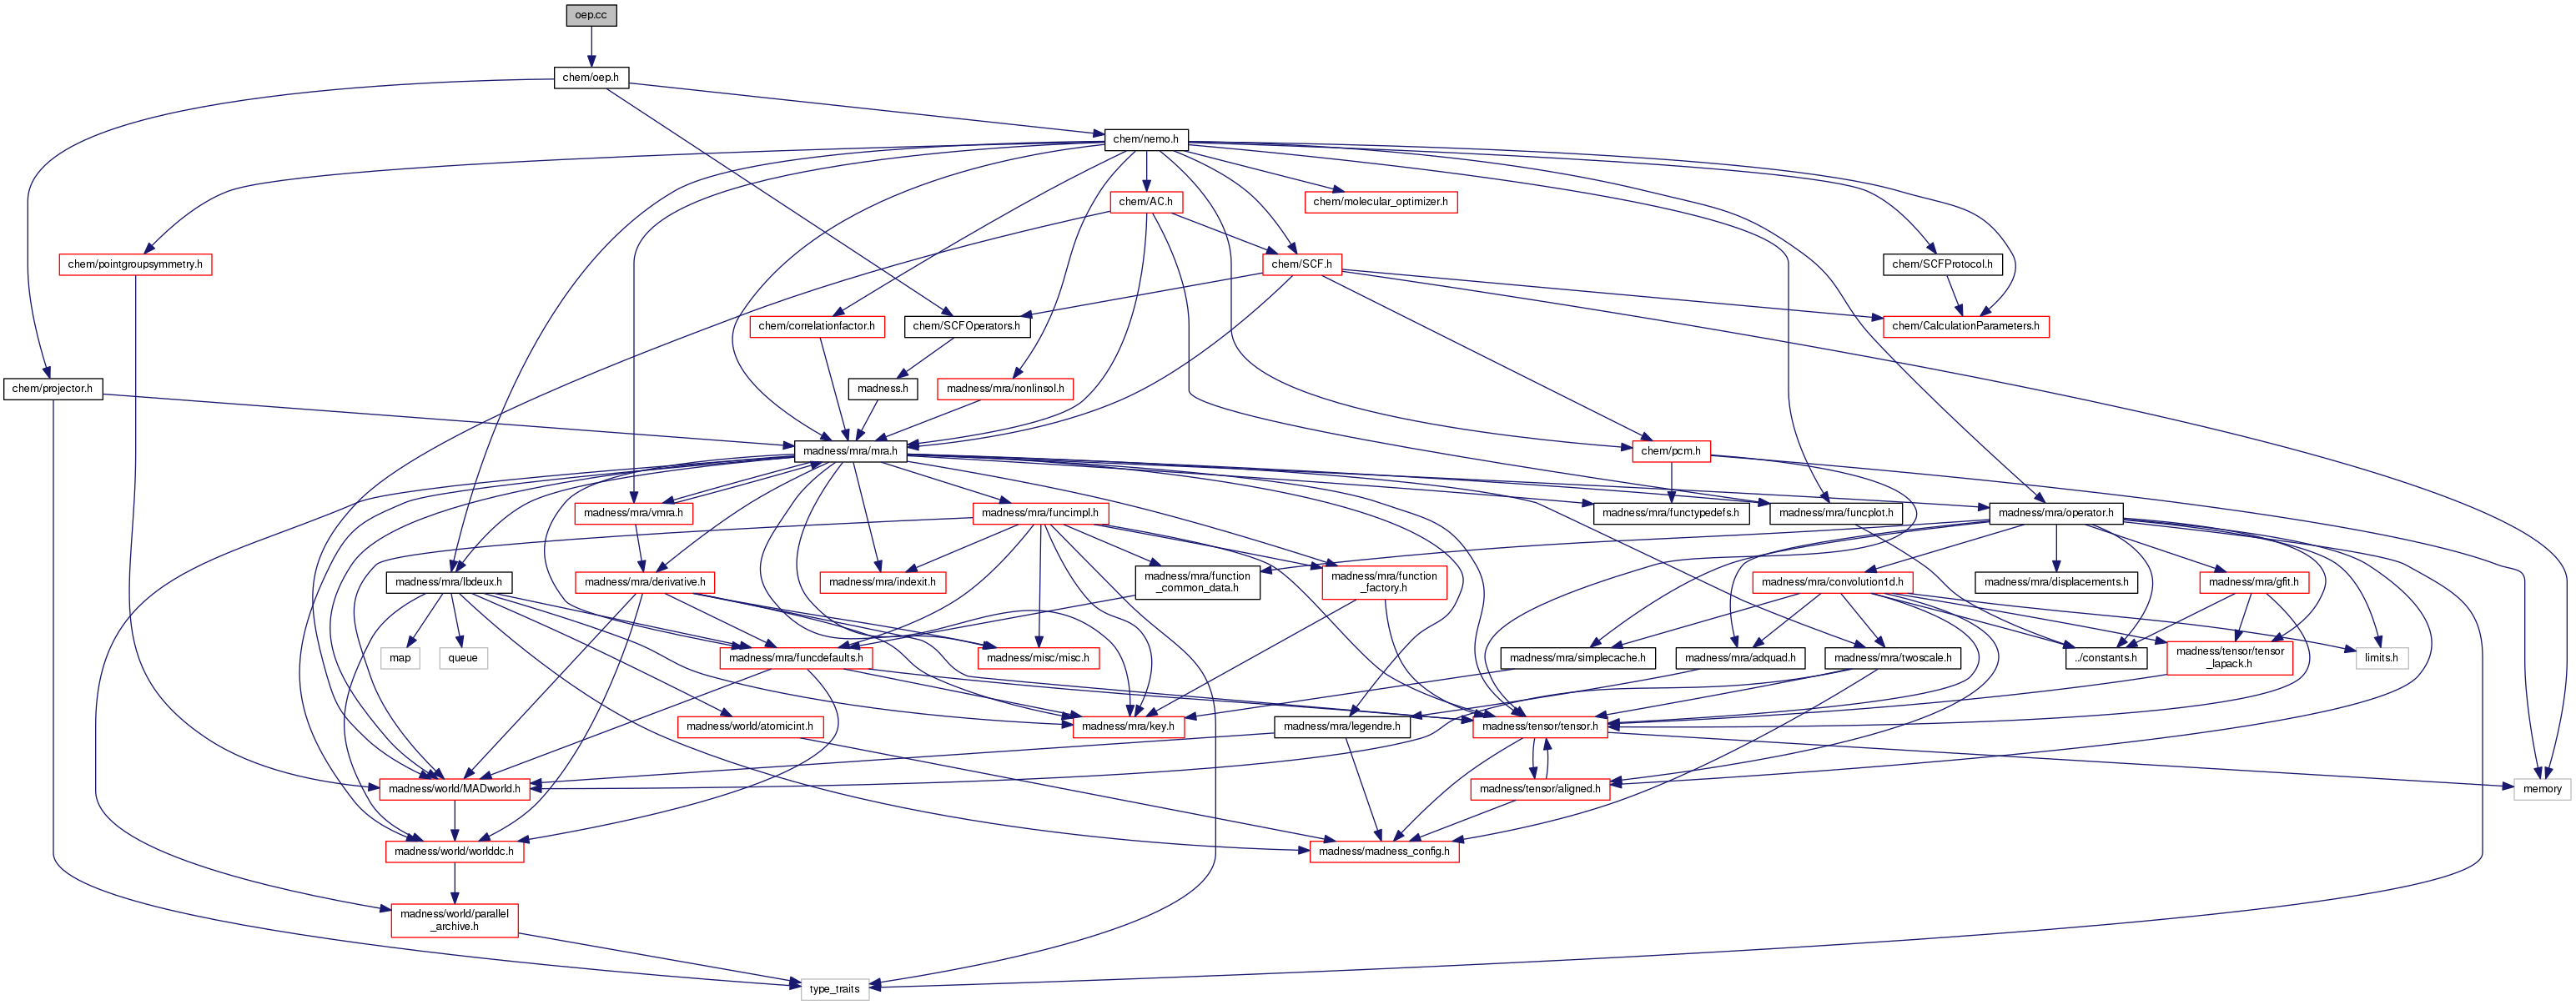 oep.cc
chem/oep.h
chem/nemo.h
chem/AC.h
chem/molecular_optimizer.h
chem/pointgroupsymmetry.h
chem/SCF.h
chem/SCFProtocol.h
chem/correlationfactor.h
chem/SCFOperators.h
chem/CalculationParameters.h
chem/projector.h
madness.h
madness/mra/nonlinsol.h
madness/mra/mra.h
chem/pcm.h
madness/mra/vmra.h
madness/mra/funcimpl.h
madness/mra/functypedefs.h
madness/mra/funcplot.h
madness/mra/operator.h
madness/mra/lbdeux.h
madness/mra/derivative.h
madness/mra/indexit.h
madness/mra/function
_common_data.h
madness/mra/function
_factory.h
madness/mra/convolution1d.h
madness/mra/displacements.h
madness/mra/gfit.h
map
queue
madness/mra/funcdefaults.h
madness/misc/misc.h
madness/mra/simplecache.h
madness/mra/adquad.h
madness/mra/twoscale.h
../constants.h
madness/tensor/tensor
_lapack.h
limits.h
madness/world/atomicint.h
madness/mra/key.h
madness/mra/legendre.h
madness/tensor/tensor.h
madness/world/MADworld.h
madness/tensor/aligned.h
memory
madness/world/worlddc.h
madness/madness_config.h
madness/world/parallel
_archive.h
type_traits